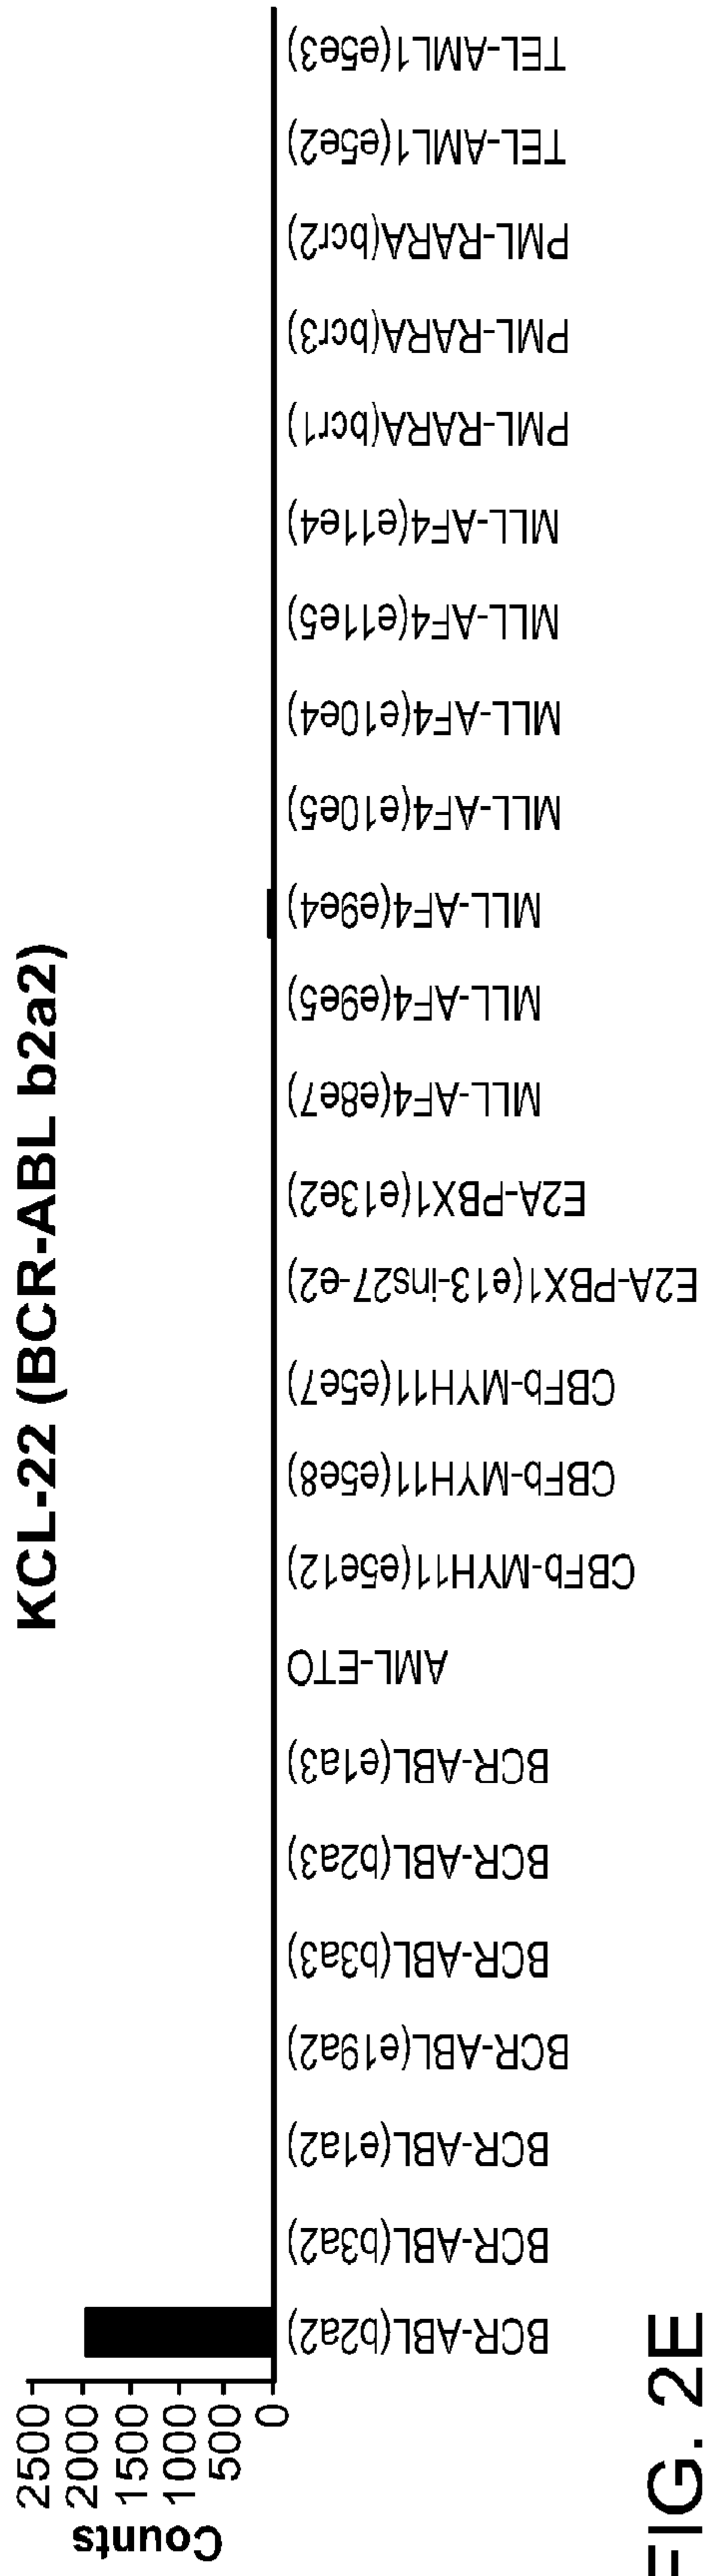 KCL-22 (BCR-ABL b2a2)
Counts
2500
2000
1500
1000
500
0
BCR-ABL(b2a2)
BCR-ABL(b3a2)
BCR-ABL(e1a2)
BCR-ABL(e19a2)
BCR-ABL(b3a3)
BCR-ABL(b2a3)
BCR-ABL(e1a3)
AML-ETO
CBFb-MYH11(e5e12)
CBFb-MYH11(e5e8)
CBFb-MYH11(e5e7)
E2A-PBX1(e13-ins27-e2)
E2A-PBX1(e13e2)
MLL-AF4(e8e7)
MLL-AF4(e9e5)
MLL-AF4(e9e4)
MLL-AF4(e10e5)
MLL-AF4(e10e4)
MLL-AF4(e11e5)
MLL-AF4(e11e4)
PML-RARA(bcr1)
PML-RARA(bcr3)
PML-RARA(bcr2)
TEL-AML1(e5e2)
TEL-AML1(e5e3)
FIG. 2E